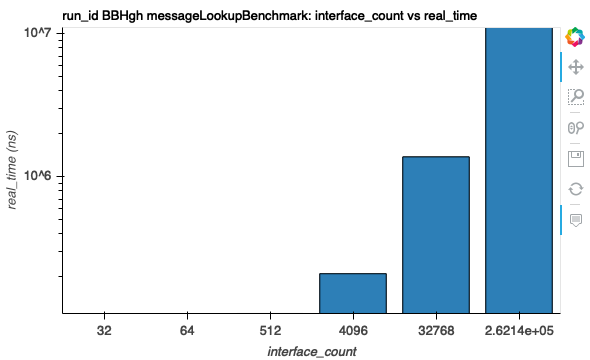 run_id BBHgh messageLookupBenchmark: interface_count vs real_time
10^7
10^6
real_time (ns)
32 64 512 4096 32768 2.6214e+05
interface_count